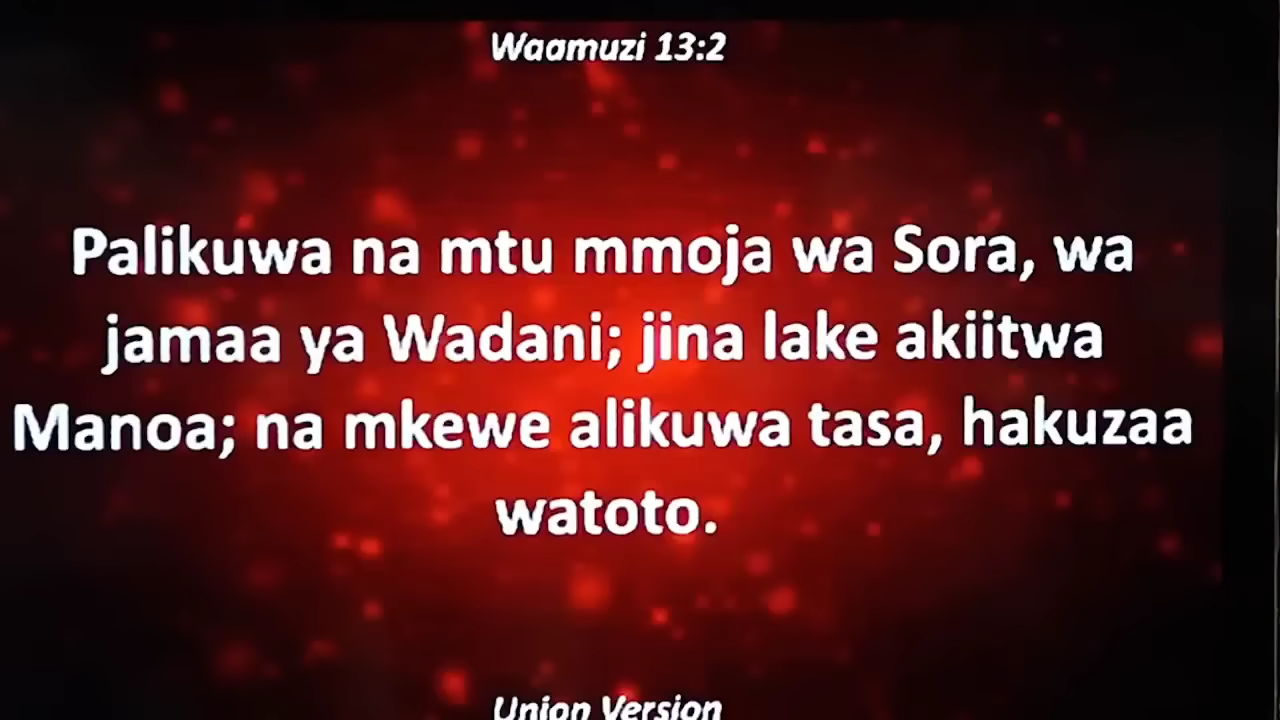 Waamuzi 13:2
Palikuwa na mtu mmoja wa Sora, wa
jamaa ya Wadani; jina lake akiitwa
Manoa; na mkewe alikuwa tasa, hakuzaa
watoto.
Union Version